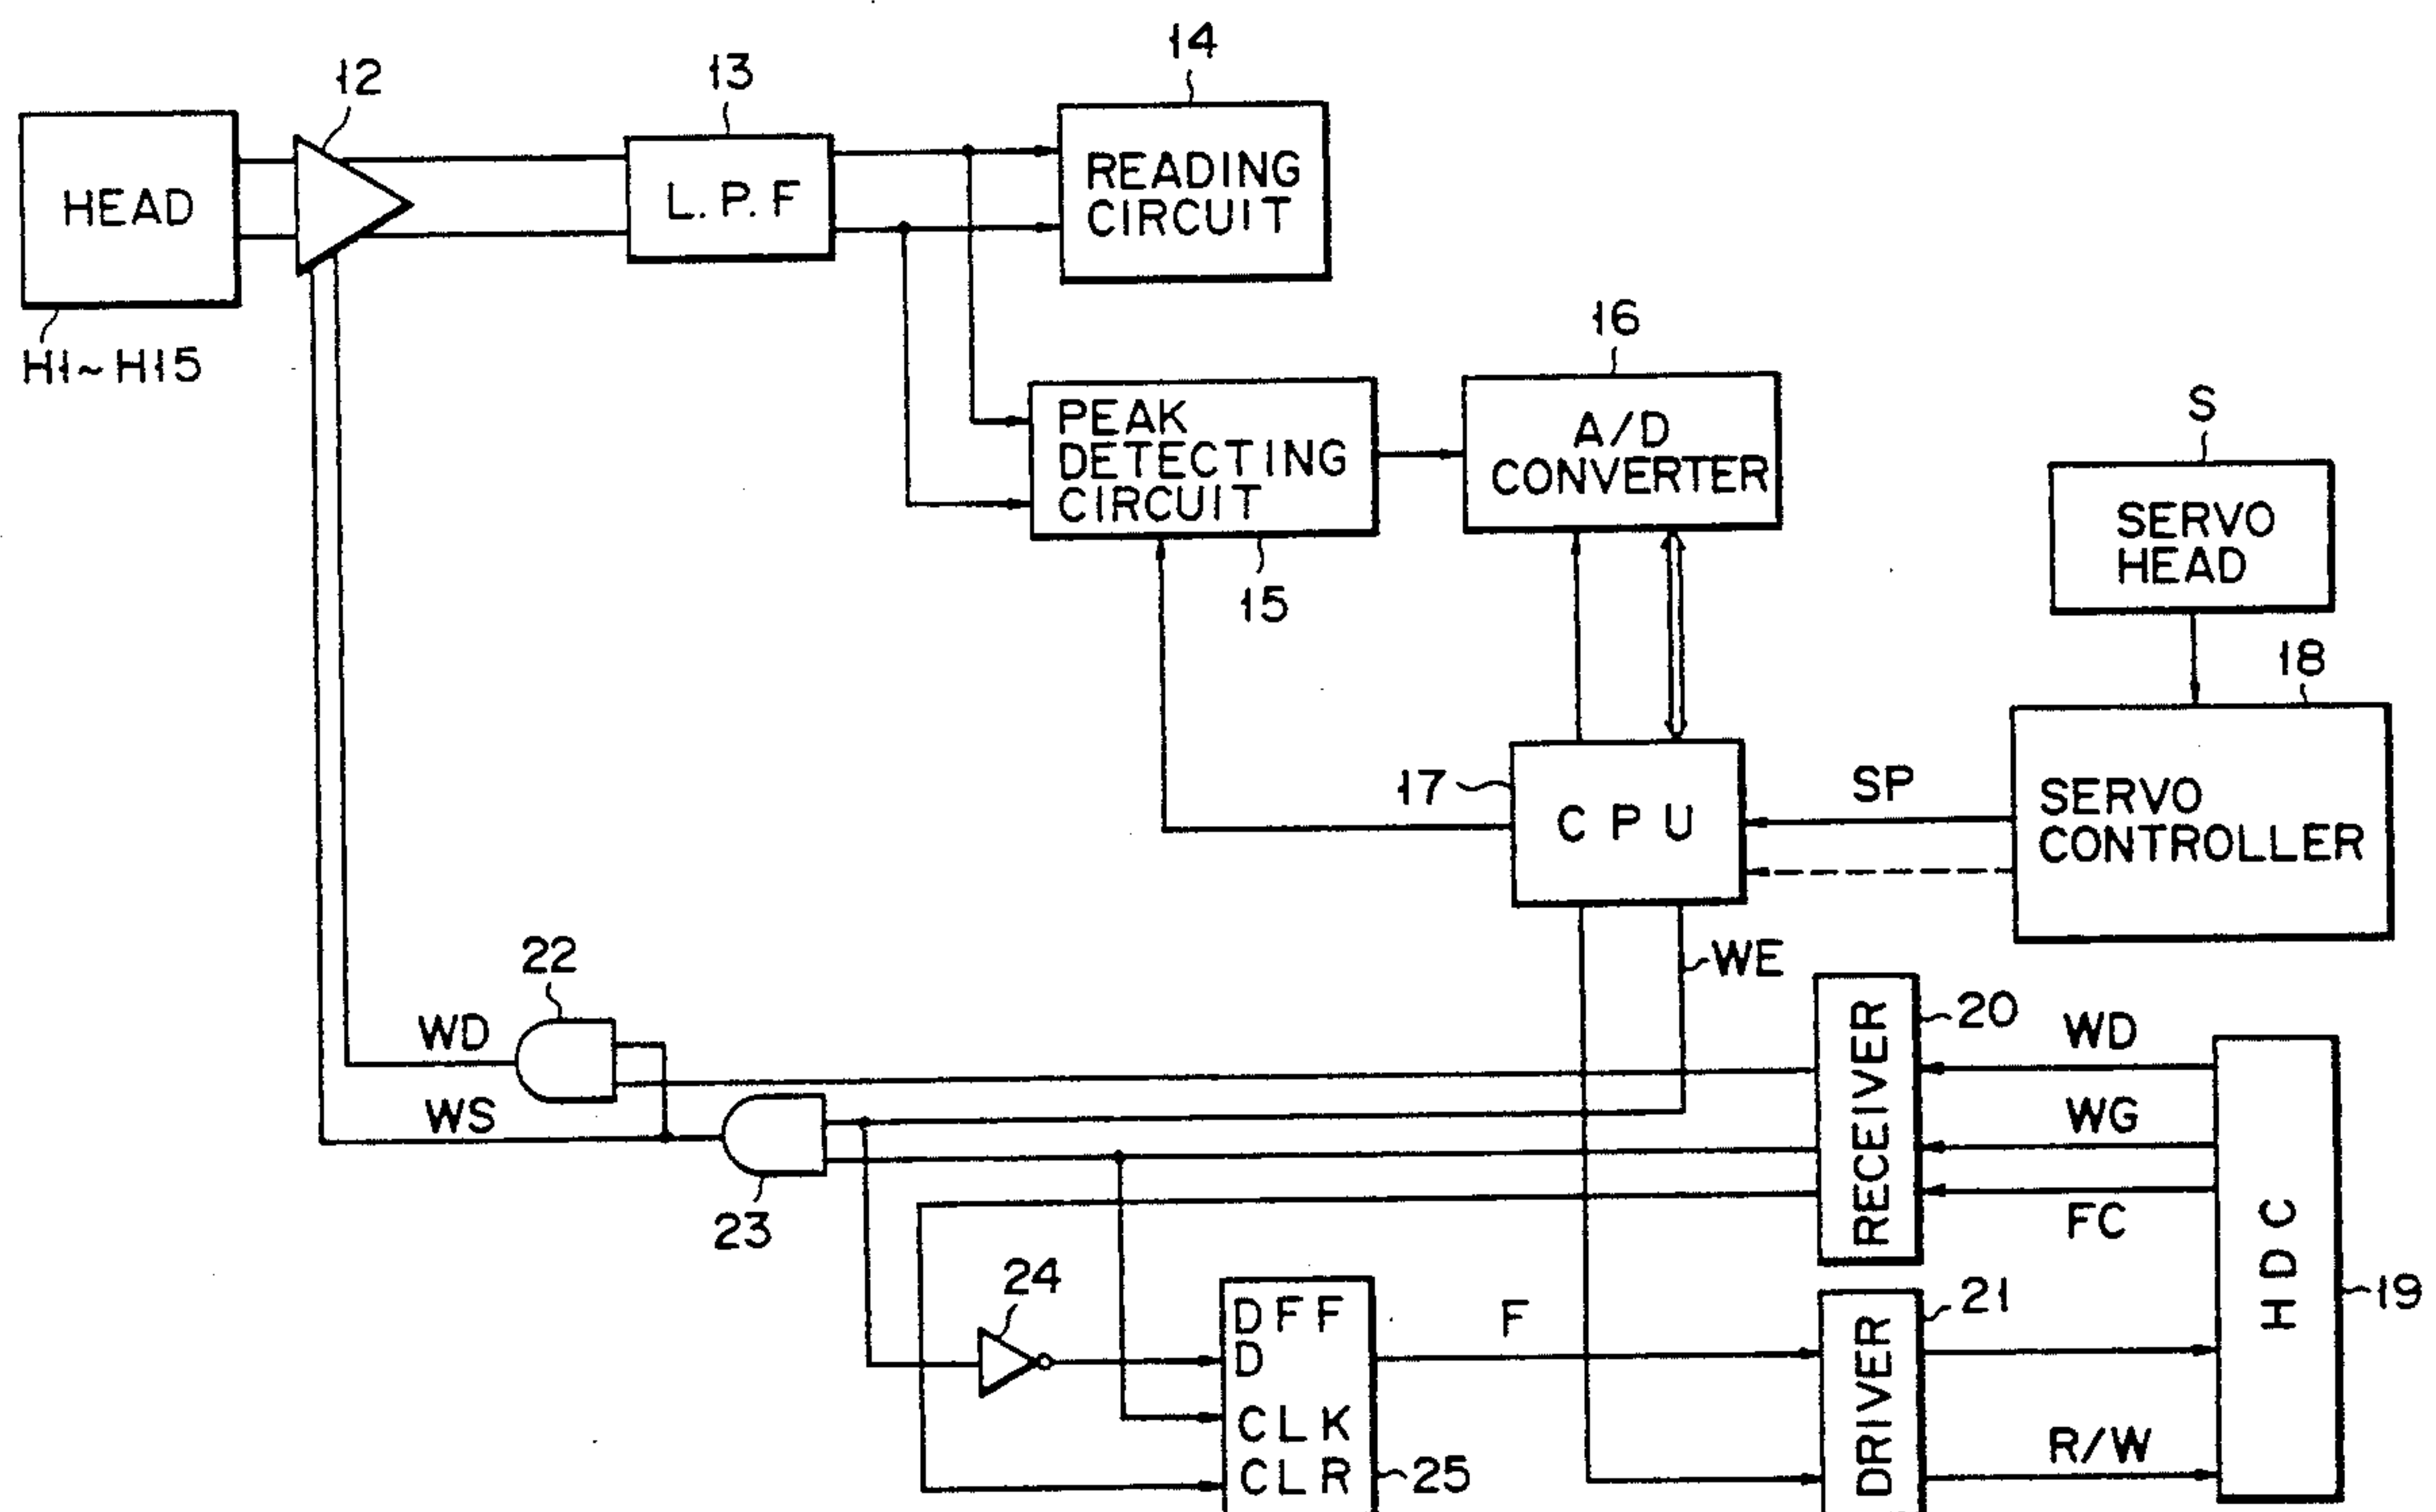 14
13
12
HEAD
L.P.F
READING
CIRCUIT
H1~H15
16
PEAK
DETECTING
CIRCUIT
A/D
CONVERTER
S
SERVO
HEAD
15
18
17
CPU
SP
SERVO
CONTROLLER
22
WE
WD
20
RECEIVER
WD
WS
WG
23
FC
HDC
19
24
DFF
D
CLK
CLR
25
F
21
DRIVER
R/W